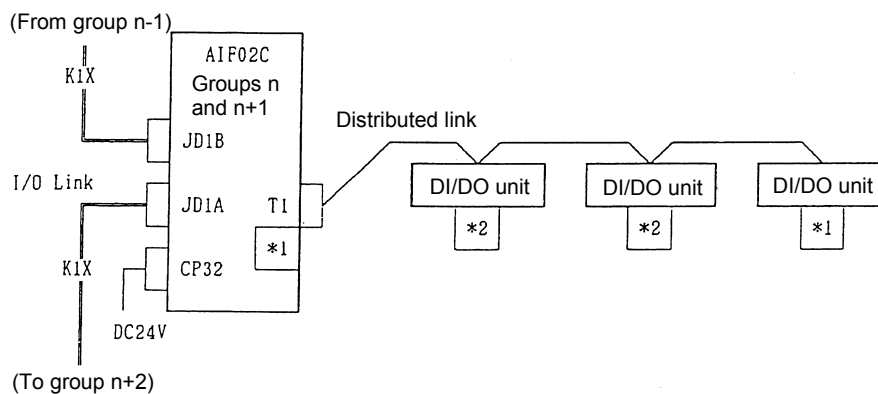 (From group n-1)
K1X
AIF02C
Groups n
and n+1
JD1B
Distributed link
I/O Link
JD1A
T1
*1
K1X
CP32
DC24V
(To group n+2)
DI/DO unit
*2
DI/DO unit
*2
DI/DO unit
*1